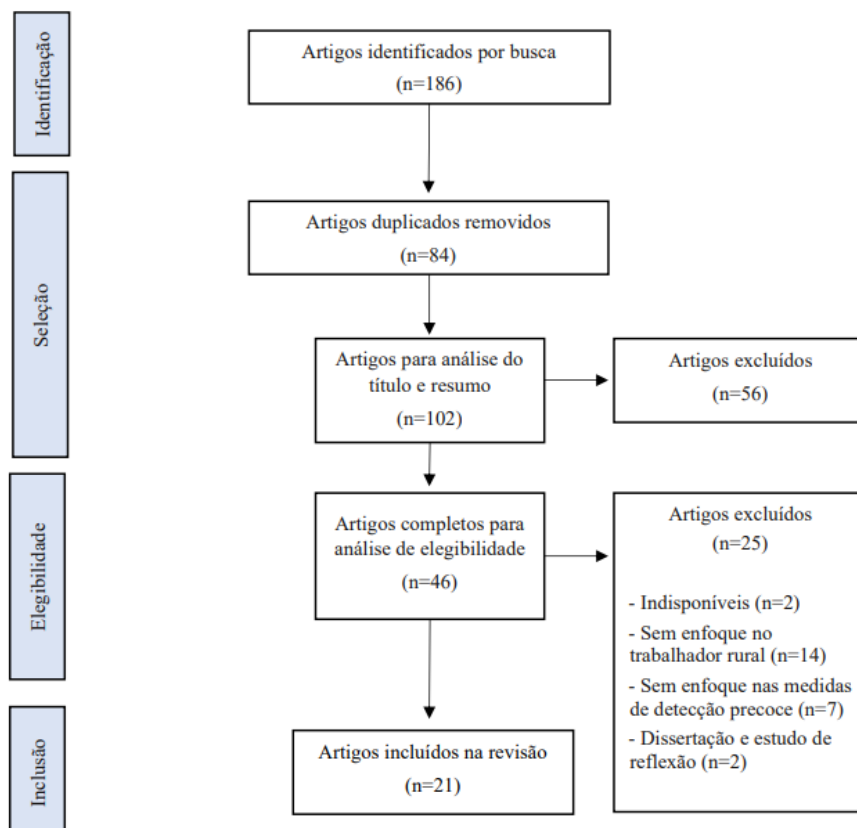 Identificação
Artigos identificados por busca
(n=186)
Seleção
Artigos duplicados removidos
(n=84)
Artigos para análise do
título e resumo
(n=102)
Artigos excluídos
(n=56)
Elegibilidade
Artigos completos para
análise de elegibilidade
(n=46)
Artigos excluídos
(n=25)
- Indisponíveis (n=2)
- Sem enfoque no
trabalhador rural (n=14)
- Sem enfoque nas medidas
de detecção precoce (n=7)
- Dissertação e estudo de
reflexão (n=2)
Inclusão
Artigos incluídos na revisão
(n=21)